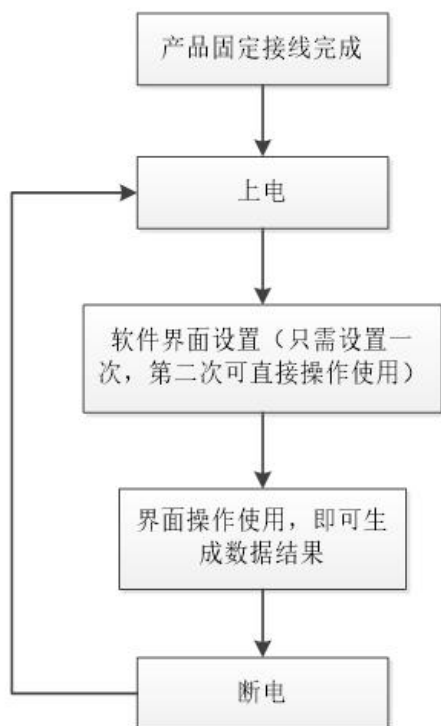 产品固定接线完成
上电
软件界面设置（只需设置一
次，第二次可直接操作使用）
界面操作使用，即可生
成数据结果
断电